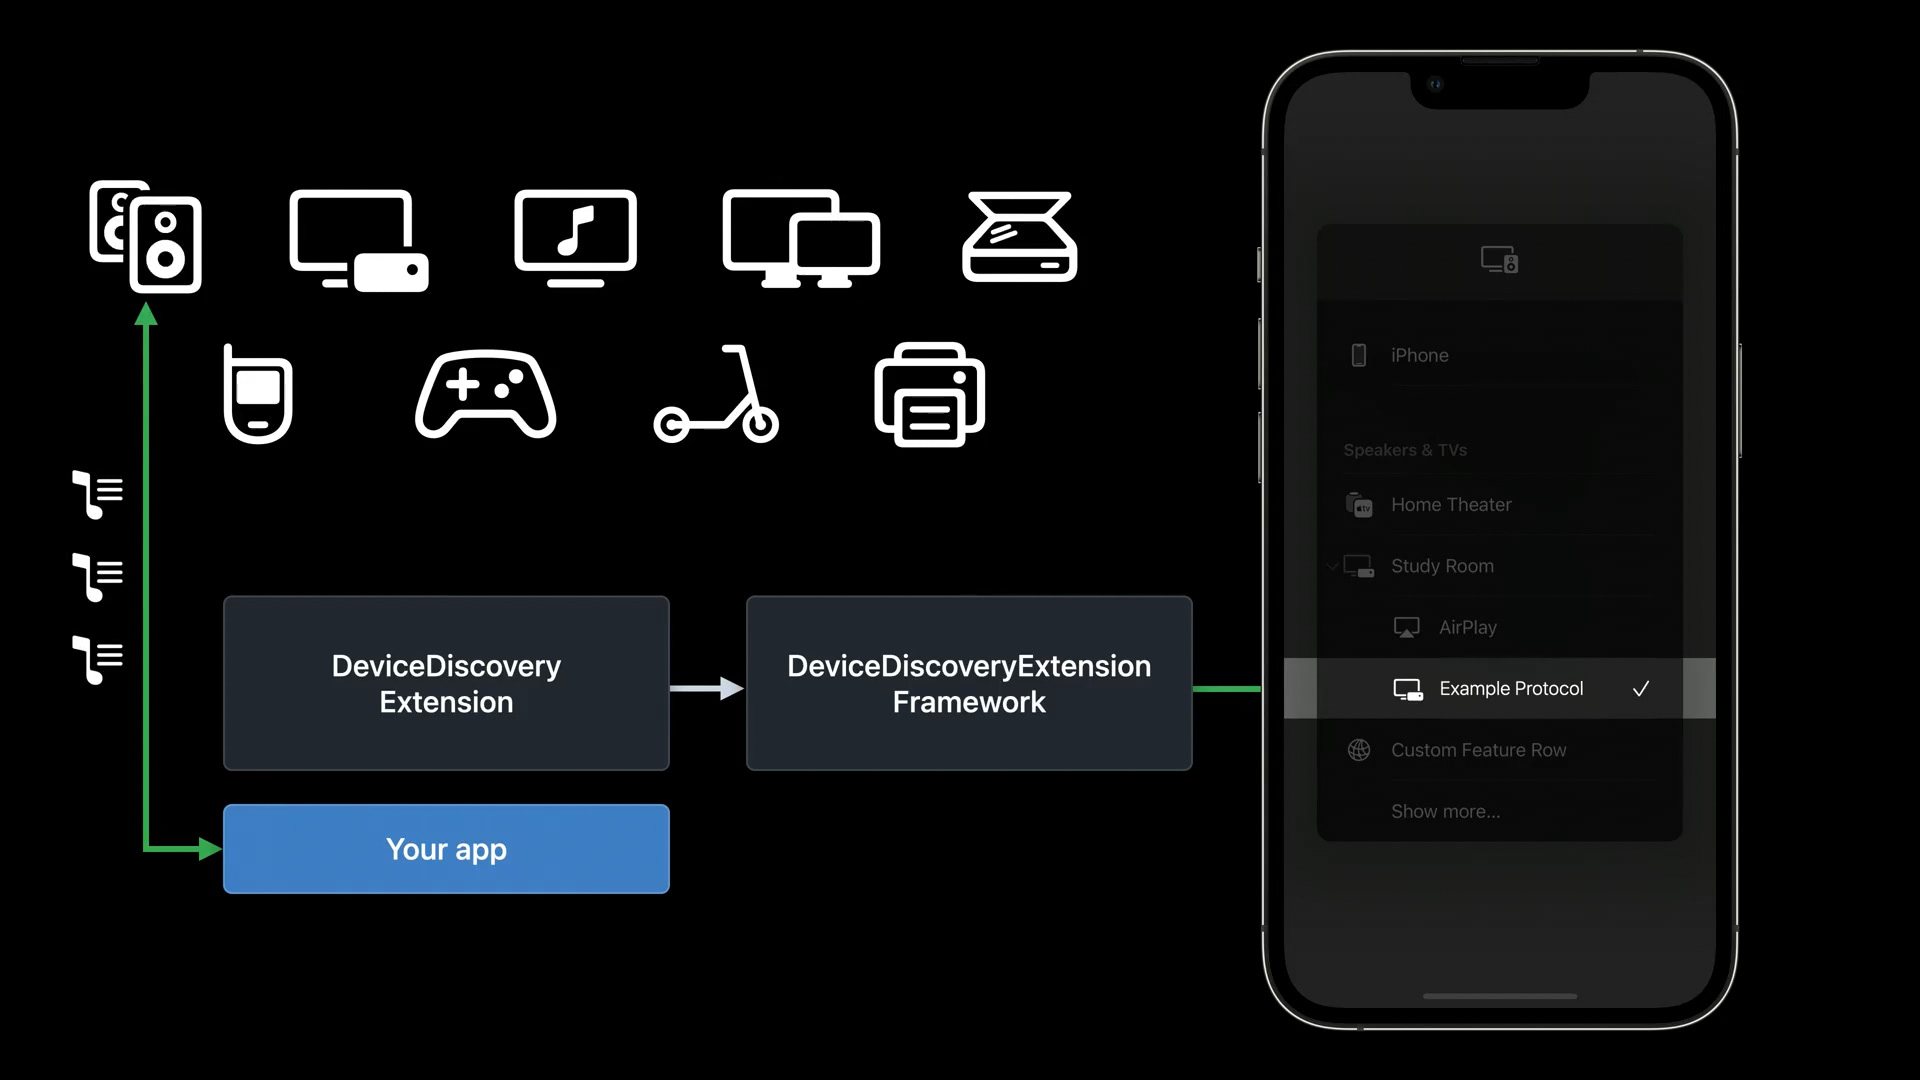 DeviceDiscovery
Extension
DeviceDiscoveryExtension
Framework
Your app
iPhone
Speakers & TVs
tv
Home Theater
Study Room
AirPlay
Example Protocol
Custom Feature Row
Show more...